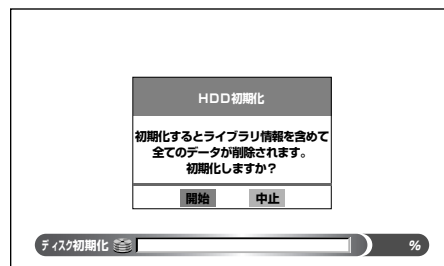 HDD初期化
初期化するとライブラリ情報を含めて
全てのデータが削除されます。
初期化しますか？
開始 中止
ディスク初期化 %